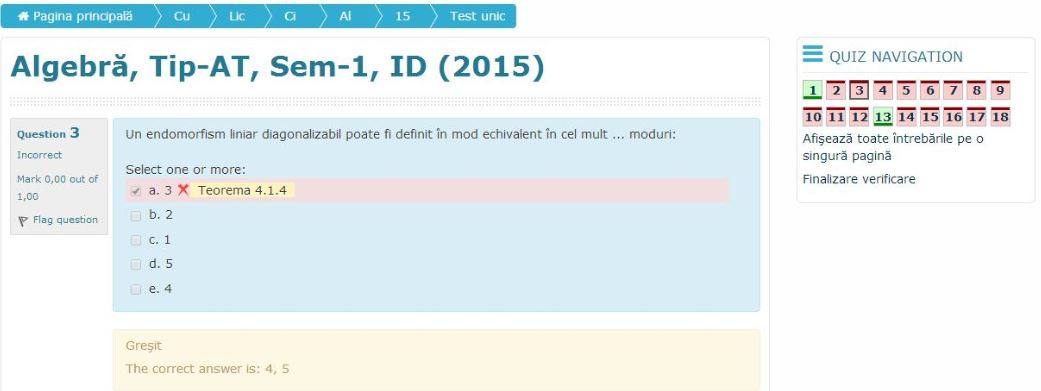 Pagina principală Cu Lic Ci Al 15 Test unic
Algebră, Tip-AT, Sem-1, ID (2015)
Question 3
Incorrect
Mark 0,00 out of
1,00
Flag question
Un endomorfism liniar diagonalizabil poate fi definit în mod echivalent în cel mult ... moduri:
Select one or more:
a. 3 Teorema 4.1.4
b. 2
c. 1
d. 5
e. 4
Greşit
The correct answer is: 4, 5
QUIZ NAVIGATION
1 2 3 4 5 6 7 8 9
10 11 12 13 14 15 16 17 18
Afişează toate întrebările pe o
singură pagină
Finalizare verificare